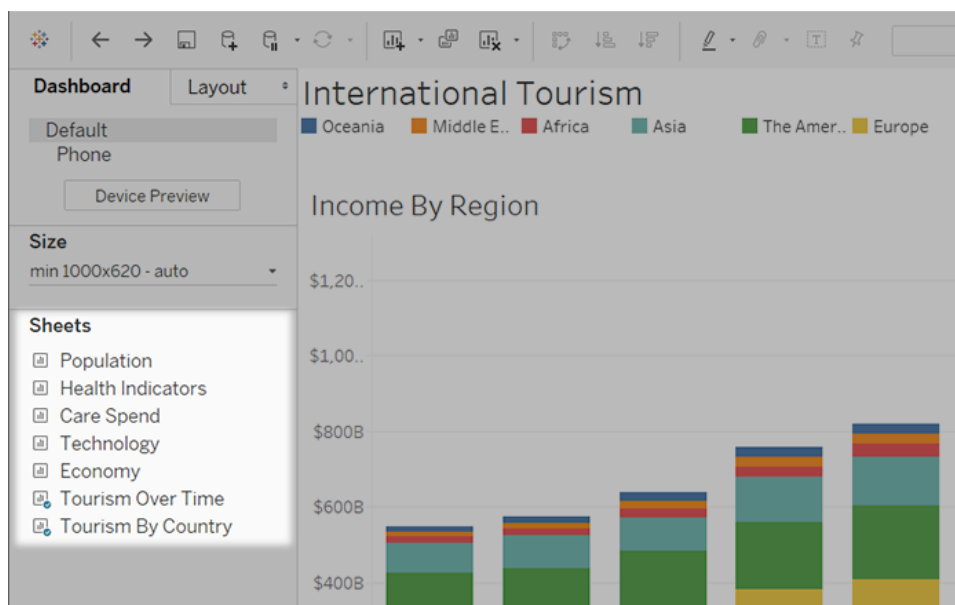 Dashboard
Layout
International Tourism
Oceania
Middle E..
Africa
Asia
The Amer..
Europe
Default
Phone
Device Preview
Income By Region
Size
min 1000x620 - auto
$1,20..
Sheets
Population
$1,00..
Health Indicators
Care Spend
$800B
Technology
Economy
Tourism Over Time
$600B
Tourism By Country
$400B